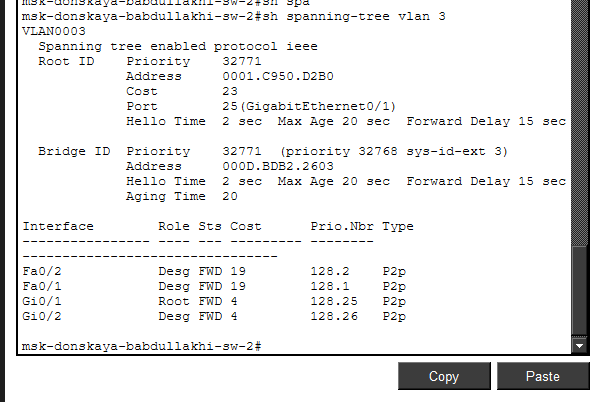 msk-donskaya-babdullakhi-sw-2#sh spa
msk-donskaya-babdullakhi-sw-2#sh spanning-tree vlan 3
VLAN0003
  Spanning tree enabled protocol ieee
  Root ID    Priority    32771
             Address     0001.C950.D2B0
             Cost        23
             Port        25(GigabitEthernet0/1)
             Hello Time  2 sec  Max Age 20 sec  Forward Delay 15 sec

  Bridge ID  Priority    32771  (priority 32768 sys-id-ext 3)
             Address     000D.BDB2.2603
             Hello Time  2 sec  Max Age 20 sec  Forward Delay 15 sec
             Aging Time  20

Interface        Role Sts Cost      Prio.Nbr Type
---------------- ---- --- --------- --------
--------------------------------
Fa0/2            Desg FWD 19        128.2    P2p
Fa0/1            Desg FWD 19        128.1    P2p
Gi0/1            Root FWD 4         128.25   P2p
Gi0/2            Desg FWD 4         128.26   P2p

msk-donskaya-babdullakhi-sw-2#
Copy Paste